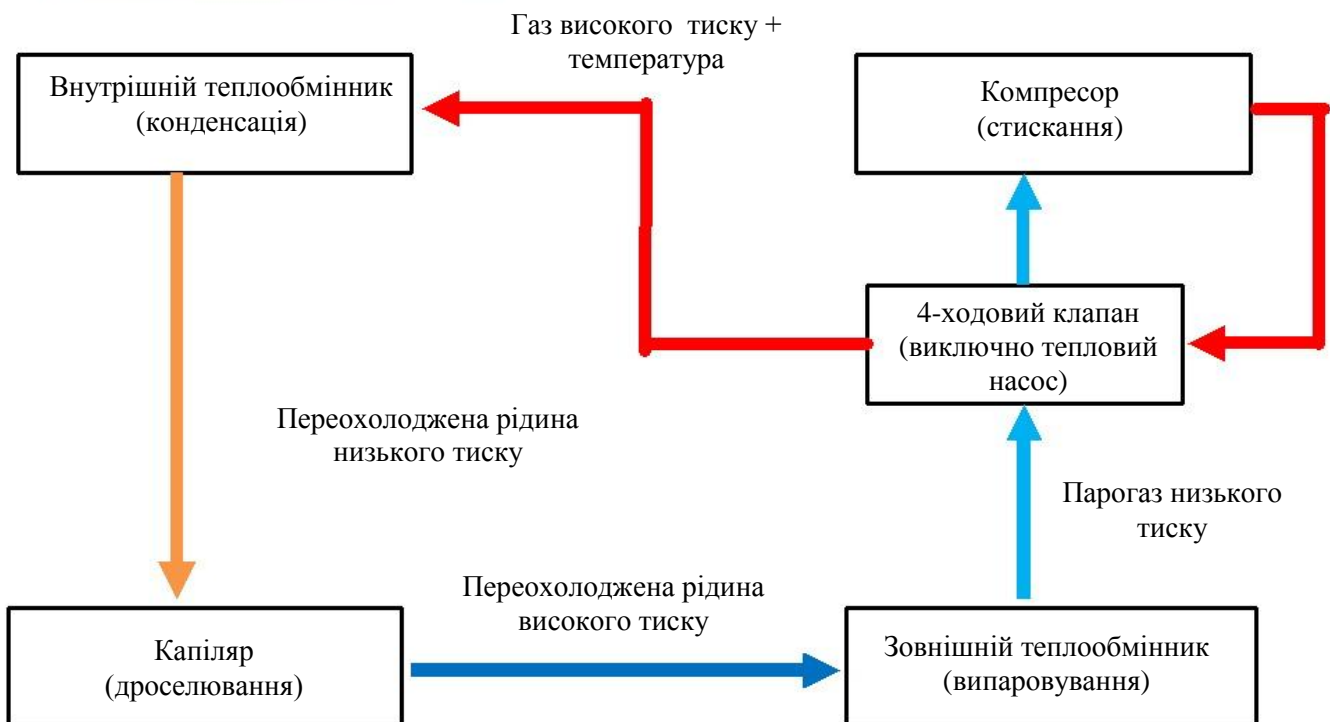 Газ високого тиску +
температура
Внутрішній теплообмінник
(конденсація)
Компресор
(стискання)
4-ходовий клапан
(виключно тепловий
насос)
Переохолоджена рідина
низького тиску
Парогаз низького
тиску
Переохолоджена рідина
високого тиску
Капіляр
(дроселювання)
Зовнішній теплообмінник
(випаровування)